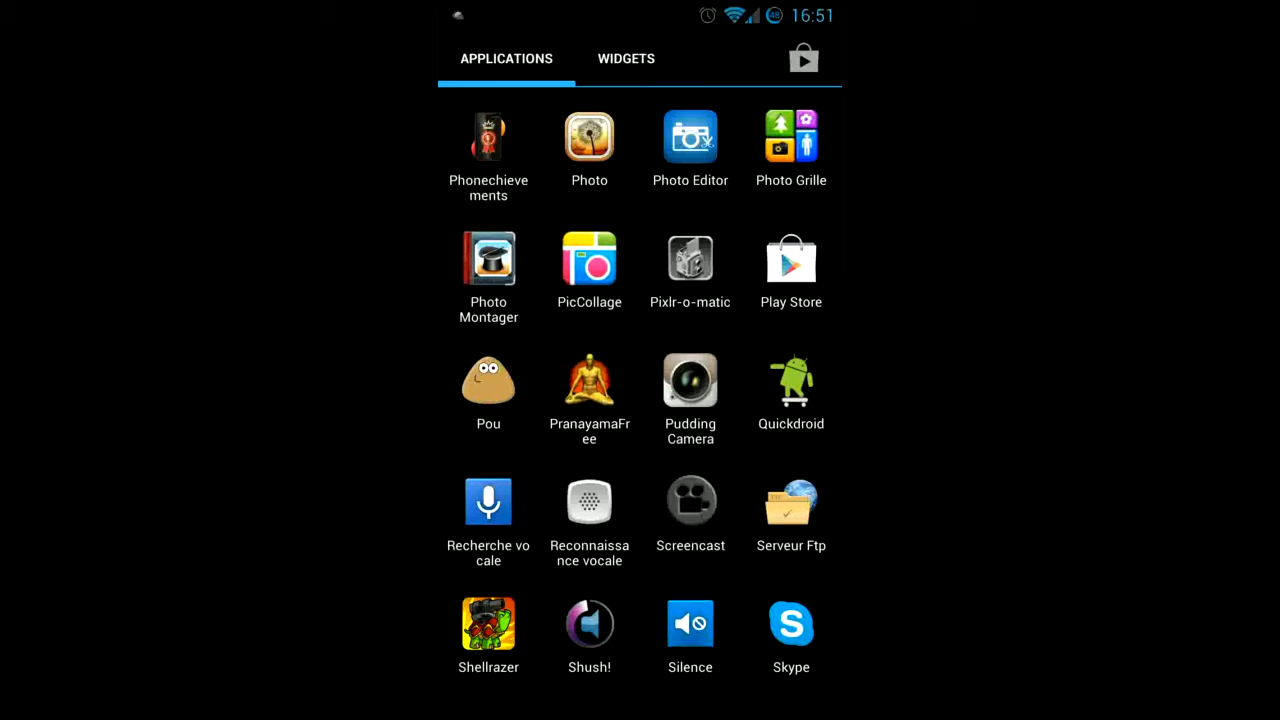 48 16:51
APPLICATIONS WIDGETS
Phonechieve
ments
Photo
Photo Editor
Photo Grille
Photo
Montager
PicCollage
Pixlr-o-matic
Play Store
Pou
PranayamaFr
ee
Pudding
Camera
Quickdroid
Recherche vo
cale
Reconnaissa
nce vocale
Screencast
Serveur Ftp
Shellrazer
Shush!
Silence
Skype